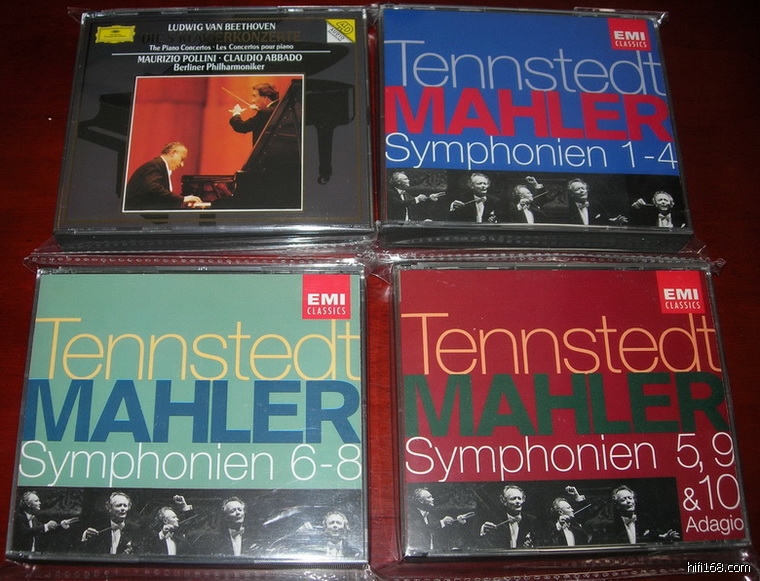 LUDWIG VAN BEETHOVEN
DIE KLAVIERKONZERTE
The Piano Concertos · Les Concertos pour piano
MAURIZIO POLLINI · CLAUDIO ABBADO
Berliner Philharmoniker
EMI
CLASSICS
Tennstedt
MAHLER
Symphonien 1-4
EMI
CLASSICS
Tennstedt
MAHLER
Symphonien 6-8
EMI
CLASSICS
Tennstedt
MAHLER
Symphonien 5, 9
&10
Adagio
hifi168.com